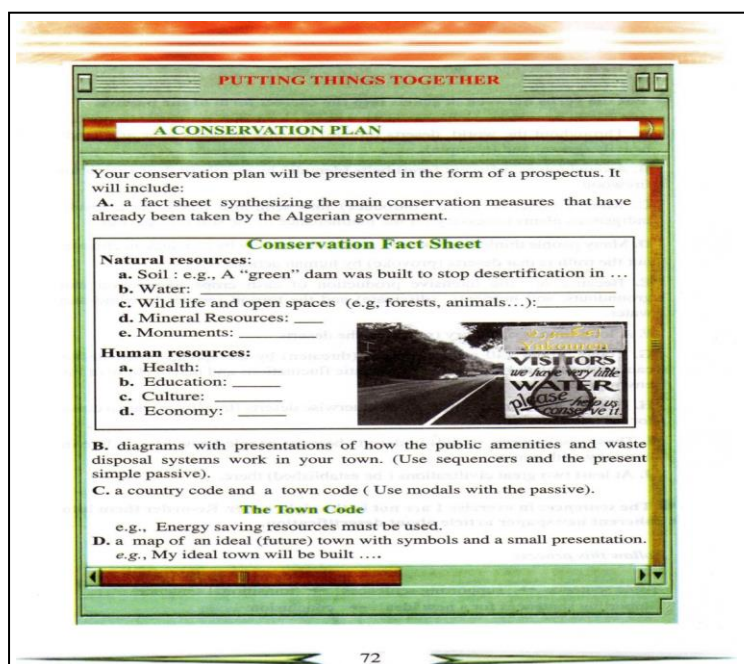 PUTTING THINGS TOGETHER
A CONSERVATION PLAN
Your conservation plan will be presented in the form of a prospectus. It
will include:
A. a fact sheet synthesizing the main conservation measures that have
already been taken by the Algerian government.
Conservation Fact Sheet
Natural resources:
a. Soil : e.g., A “green” dam was built to stop desertification in …
b. Water: ______
c. Wild life and open spaces (e.g, forests, animals…):______
d. Mineral Resources: ____
e. Monuments: ____
Human resources:
a. Health: ______
b. Education: ______
c. Culture: ______
d. Economy: ______
Yakouren
VISITORS
we have very little
WATER
please help us
conserve it.
B. diagrams with presentations of how the public amenities and waste
disposal systems work in your town. (Use sequencers and the present
simple passive).
C. a country code and a town code ( Use modals with the passive).
The Town Code
e.g., Energy saving resources must be used.
D. a map of an ideal (future) town with symbols and a small presentation.
e.g., My ideal town will be built ….
72